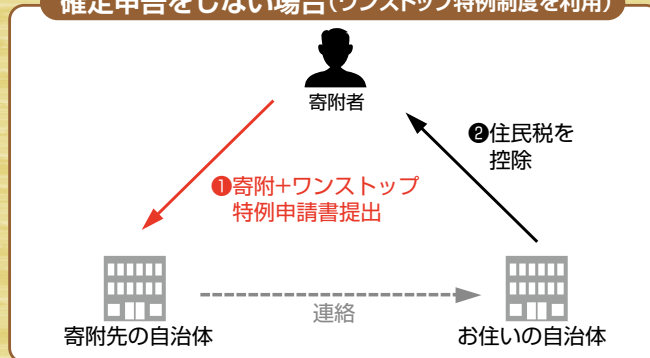 確定申告をしない場合(ワンストップ特例制度を利用)
寄附者
❷住民税を
控除
❶寄附+ワンストップ
特例申請書提出
連絡
寄附先の自治体
お住いの自治体